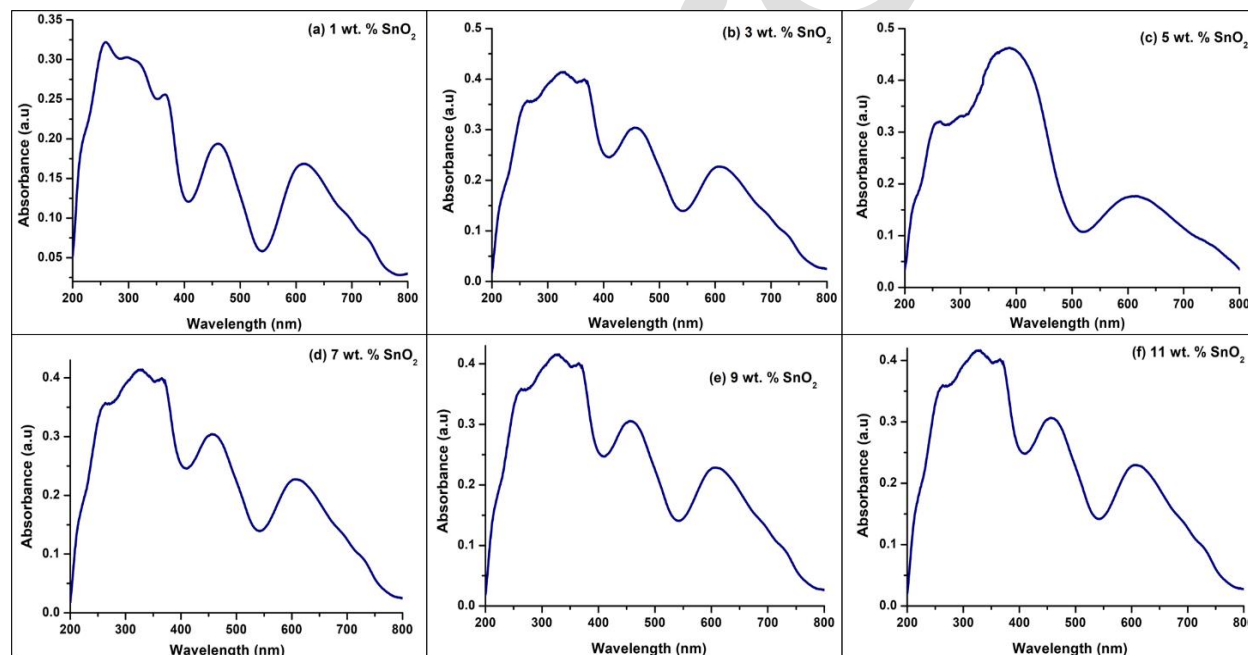 (a) 1 wt. % SnO₂
Absorbance (a.u)
0.35
0.30
0.25
0.20
0.15
0.10
0.05
200 300 400 500 600 700 800
Wavelength (nm)
(b) 3 wt. % SnO₂
Absorbance (a.u)
0.5
0.4
0.3
0.2
0.1
0.0
200 300 400 500 600 700 800
Wavelength (nm)
(c) 5 wt. % SnO₂
Absorbance (a.u)
0.5
0.4
0.3
0.2
0.1
0.0
200 300 400 500 600 700 800
Wavelength (nm)
(d) 7 wt. % SnO₂
Absorbance (a.u)
0.4
0.3
0.2
0.1
0.0
200 300 400 500 600 700 800
Wavelength (nm)
(e) 9 wt. % SnO₂
Absorbance (a.u)
0.4
0.3
0.2
0.1
0.0
200 300 400 500 600 700 800
Wavelength (nm)
(f) 11 wt. % SnO₂
Absorbance (a.u)
0.4
0.3
0.2
0.1
0.0
200 300 400 500 600 700 800
Wavelength (nm)